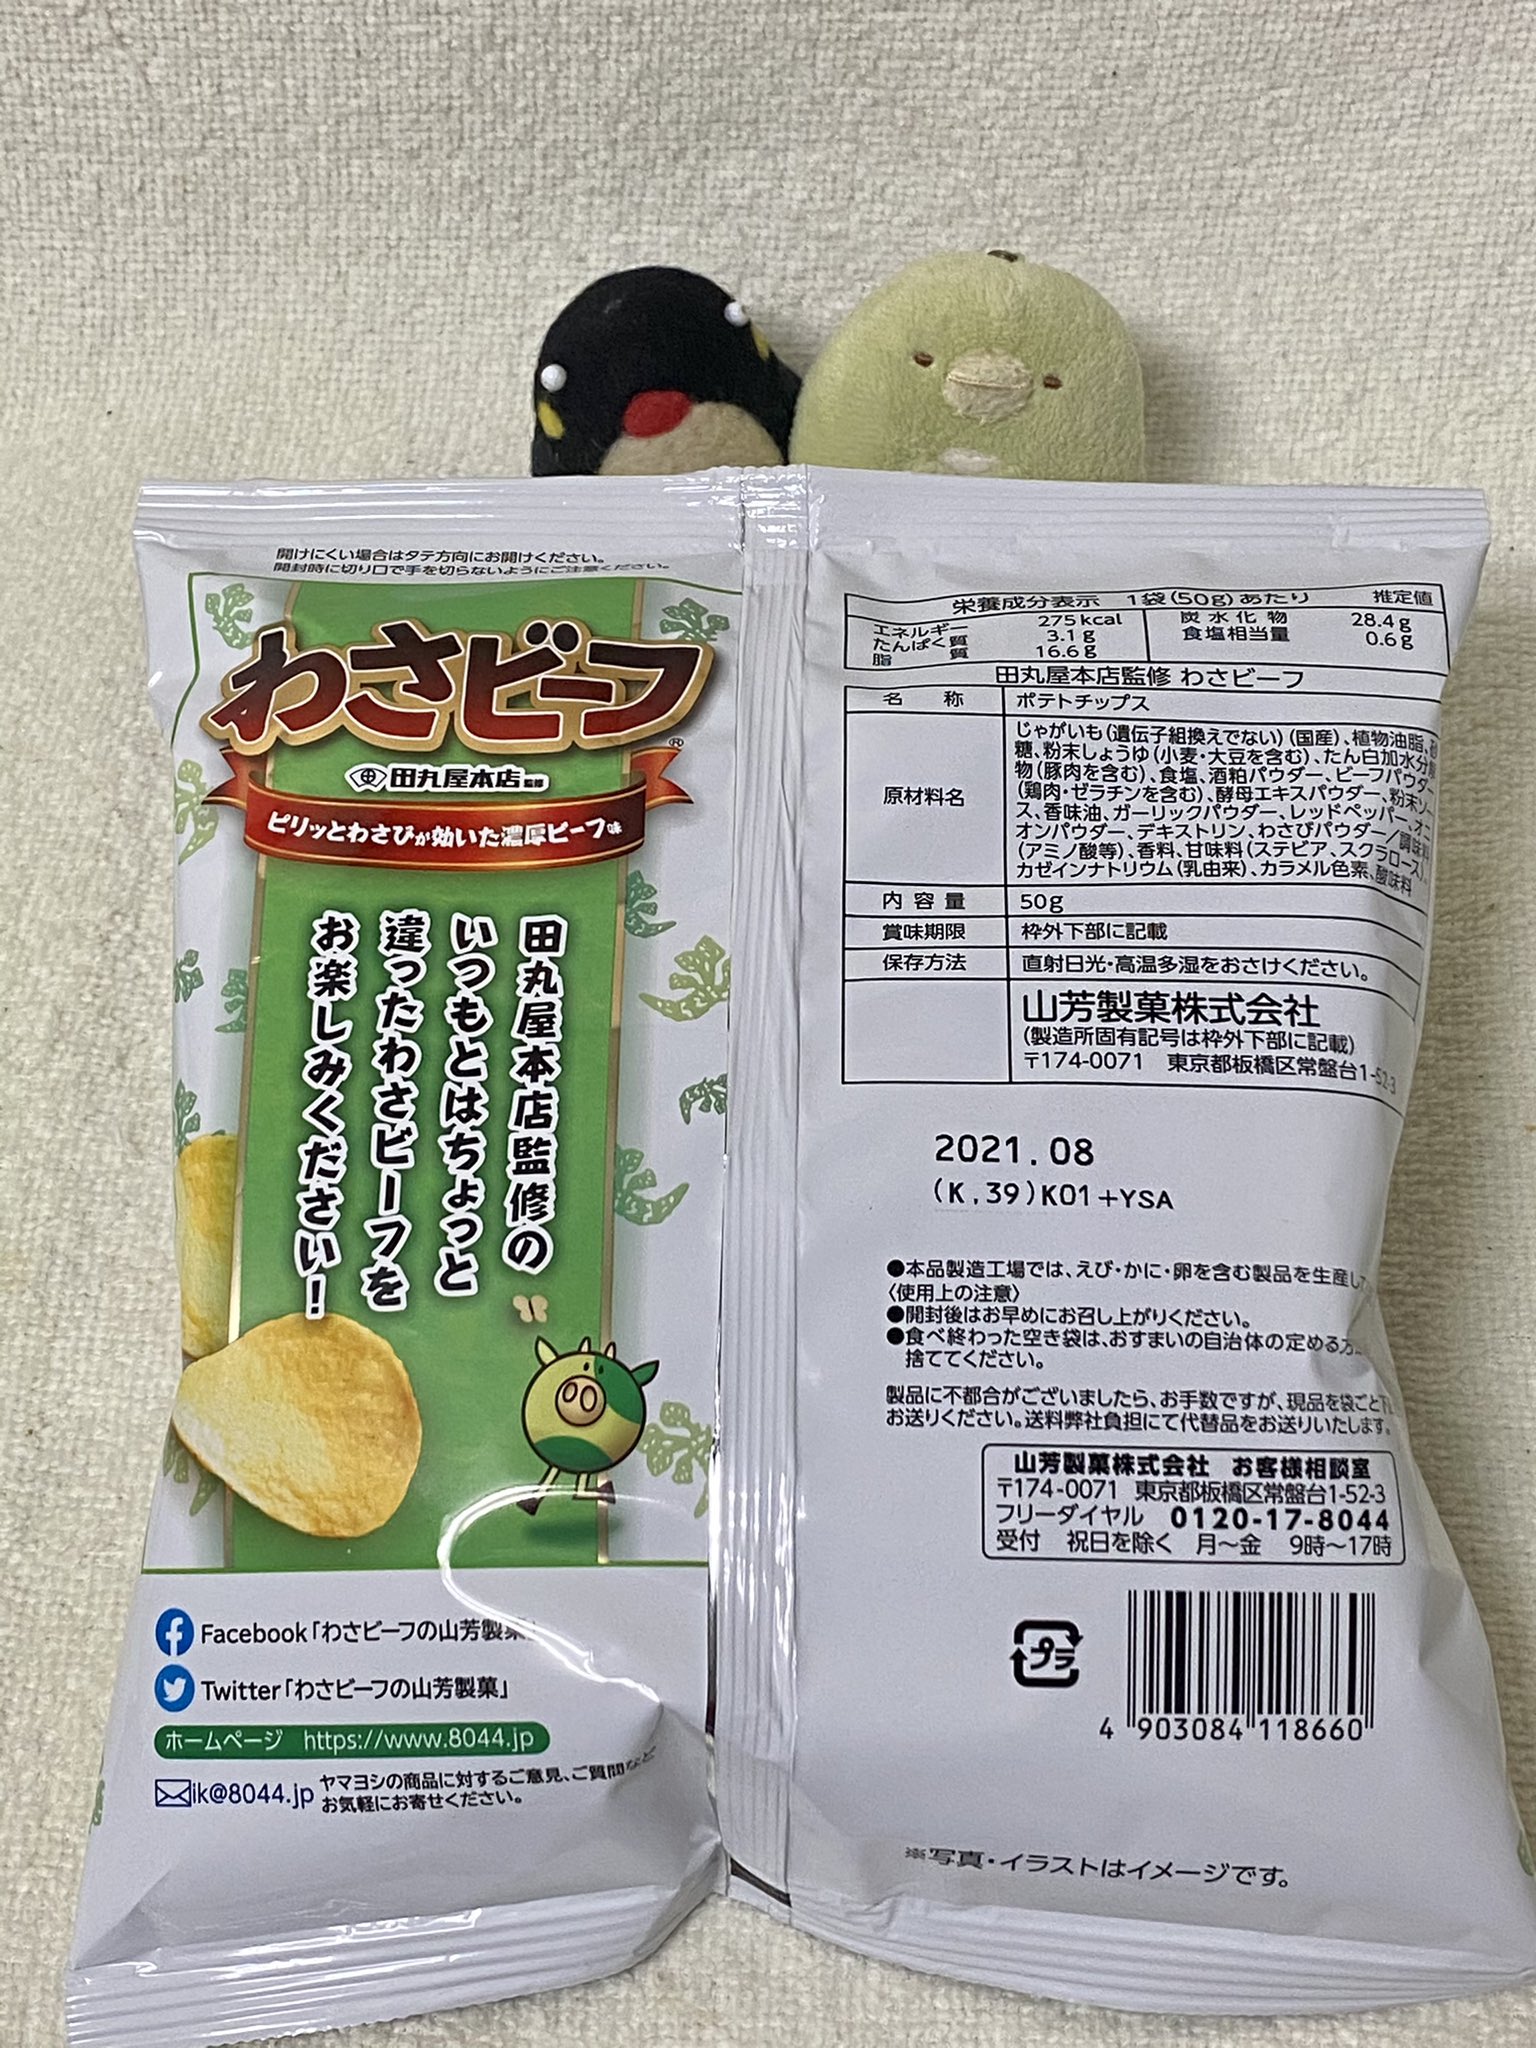 開けにくい場合はタテ方向にお開けください。
開封時に切り口で手を切らないようにご注意ください。
わさビーフ®
田丸屋本店監修
ピリッとわさびが効いた濃厚ビーフ味
田丸屋本店監修の
いつもとはちょっと
違ったわさビーフを
お楽しみください!
Facebook「わさビーフの山芳製菓」
Twitter「わさビーフの山芳製菓」
ホームページ https://www.8044.jp
ik@8044.jp ヤマヨシの商品に対するご意見、ご質問など
お気軽にお寄せください。
栄養成分表示 1袋(50g)あたり 推定値
エネルギー 275kcal 炭水化物 28.4g
たんぱく質 3.1g 食塩相当量 0.6g
脂質 16.6g
田丸屋本店監修 わさビーフ
名称 ポテトチップス
原材料名 じゃがいも(遺伝子組換えでない)(国産)、植物油脂、砂
糖、粉末しょうゆ(小麦・大豆を含む)、たん白加水分解
物(豚肉を含む)、食塩、酒粕パウダー、ビーフパウダー
(鶏肉・ゼラチンを含む)、酵母エキスパウダー、粉末ソー
ス、香味油、ガーリックパウダー、レッドペッパー、オニ
オンパウダー、デキストリン、わさびパウダー/調味料
(アミノ酸等)、香料、甘味料(ステビア、スクラロース)、
カゼインナトリウム(乳由来)、カラメル色素、酸味料
内容量 50g
賞味期限 枠外下部に記載
保存方法 直射日光・高温多湿をおさけください。
山芳製菓株式会社
(製造所固有記号は枠外下部に記載)
〒174-0071 東京都板橋区常盤台1-52-3
2021.08
(K.39)K01+YSA
●本品製造工場では、えび・かに・卵を含む製品を生産し
〈使用上の注意〉
●開封後はお早めにお召し上がりください。
●食べ終わった空き袋は、おすまいの自治体の定める方
捨ててください。
製品に不都合がございましたら、お手数ですが、現品を袋ごと
お送りください。送料弊社負担にて代替品をお送りいたします。
山芳製菓株式会社 お客様相談室
〒174-0071 東京都板橋区常盤台1-52-3
フリーダイヤル 0120-17-8044
受付 祝日を除く 月〜金 9時〜17時
プラ
4 903084 118660
※写真・イラストはイメージです。